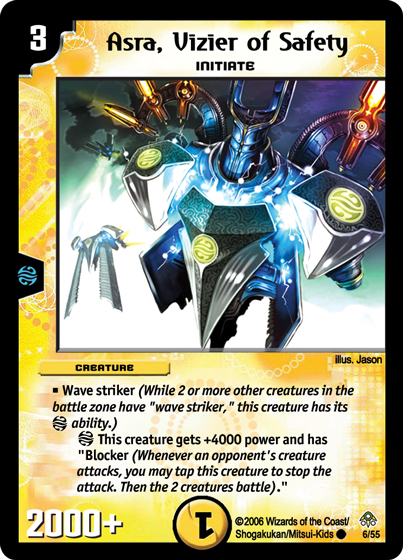 3
Asra, Vizier of Safety
INITIATE
illus. Jason
CREATURE
▪ Wave striker (While 2 or more other creatures in the
battle zone have "wave striker," this creature has its
ability.)
This creature gets +4000 power and has
"Blocker (Whenever an opponent's creature
attacks, you may tap this creature to stop the
attack. Then the 2 creatures battle)."
2000+
1
©2006 Wizards of the Coast/
Shogakukan/Mitsui-Kids ● 6/55